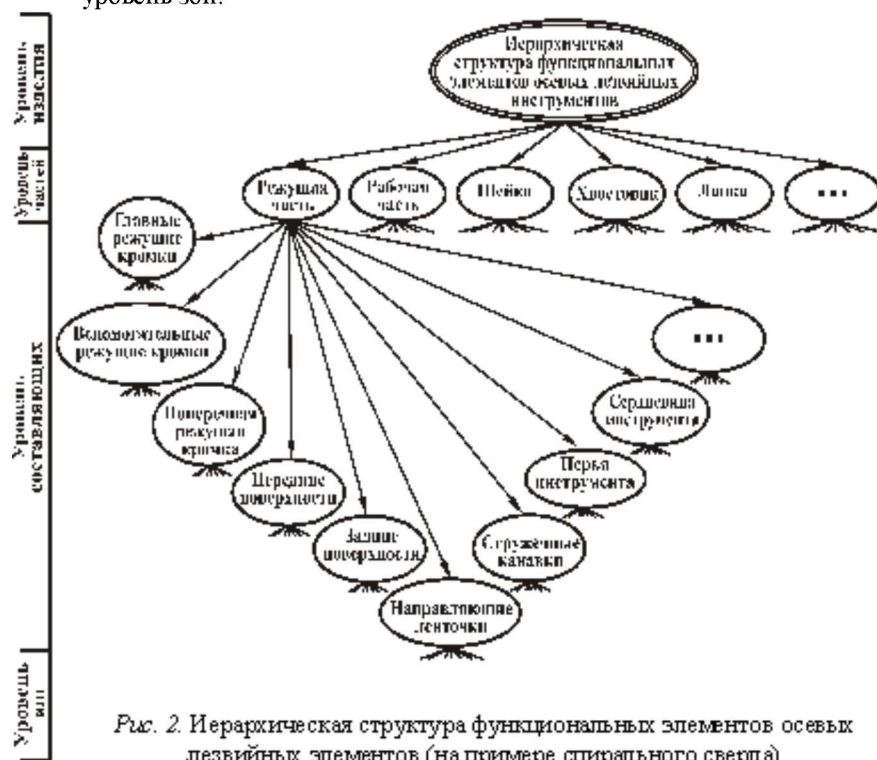 уровень зон.
Уровень
изделия
Иерархическая
структура функциональных
элементов осевых лезвийных
инструментов
Уровень
частей
Режущая
часть
Рабочая
часть
Шейка
Хвостовик
Лапка
...
Уровень
составляющих
Главные
режущие
кромки
Вспомогательные
режущие кромки
Поперечная
режущая
кромка
Передние
поверхности
Задние
поверхности
Направляющие
ленточки
Стружечные
канавки
Перья
инструмента
Сердцевина
инструмента
...
Уровень
зон
Рис. 2. Иерархическая структура функциональных элементов осевых
лезвийных элементов (на примере спирального сверла)